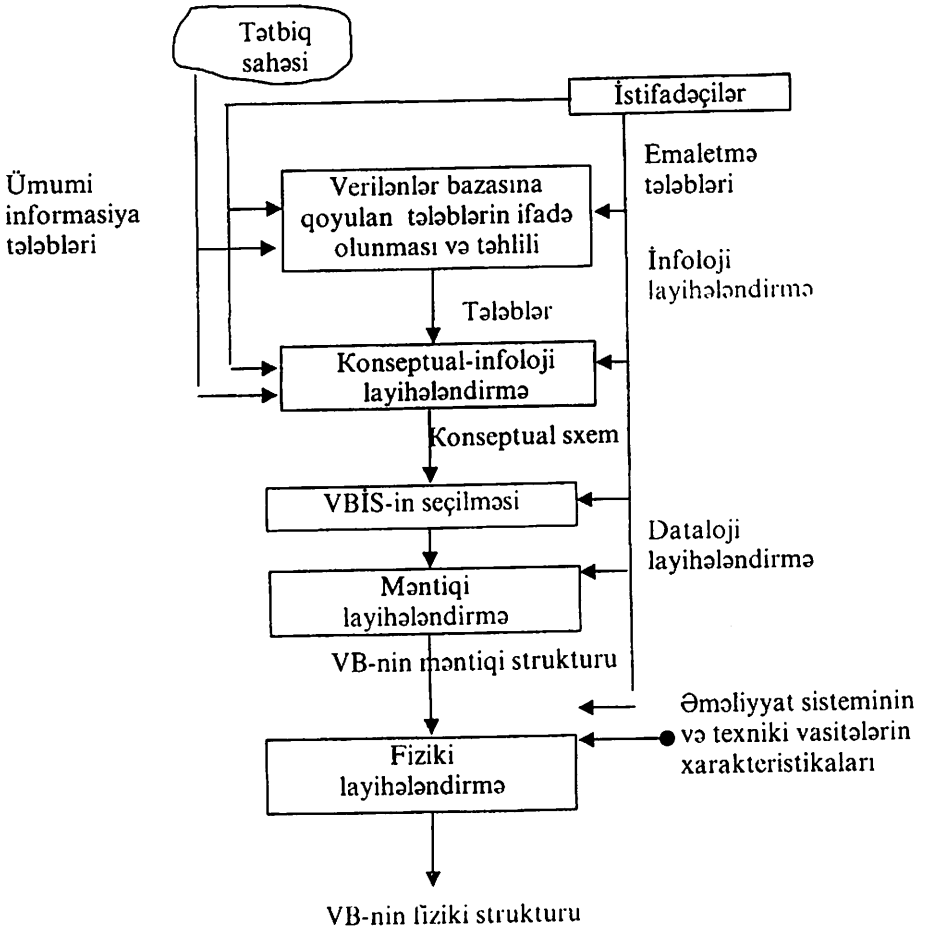 Tətbiq
sahəsi
İstifadəçilər
Ümumi
informasiya
tələbləri
Emaletmə
tələbləri
Verilənlər bazasına
qoyulan tələblərin ifadə
olunması və təhlili
İnfoloji
layihələndirmə
Tələblər
Konseptual-infoloji
layihələndirmə
Konseptual sxem
VBİS-in seçilməsi
Dataloji
layihələndirmə
Məntiqi
layihələndirmə
VB-nin məntiqi strukturu
Əməliyyat sisteminin
və texniki vasitələrin
xarakteristikaları
Fiziki
layihələndirmə
VB-nin fiziki strukturu